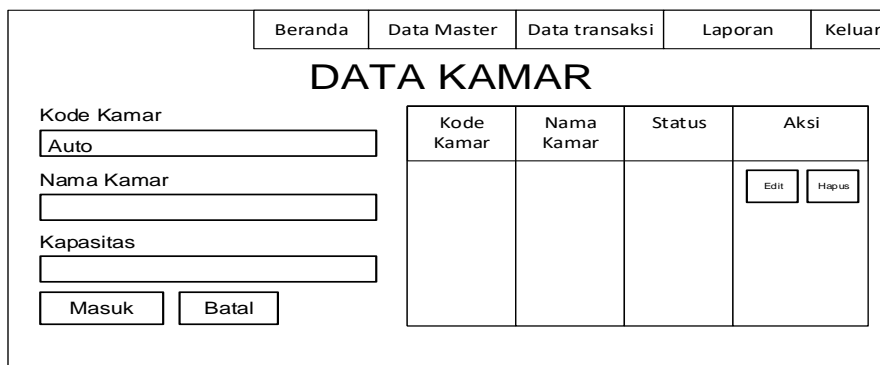 Beranda Data Master Data transaksi Laporan Keluar
DATA KAMAR
Kode Kamar
Auto
Nama Kamar
Kapasitas
Masuk Batal
Kode Kamar Nama Kamar Status Aksi
Edit Hapus